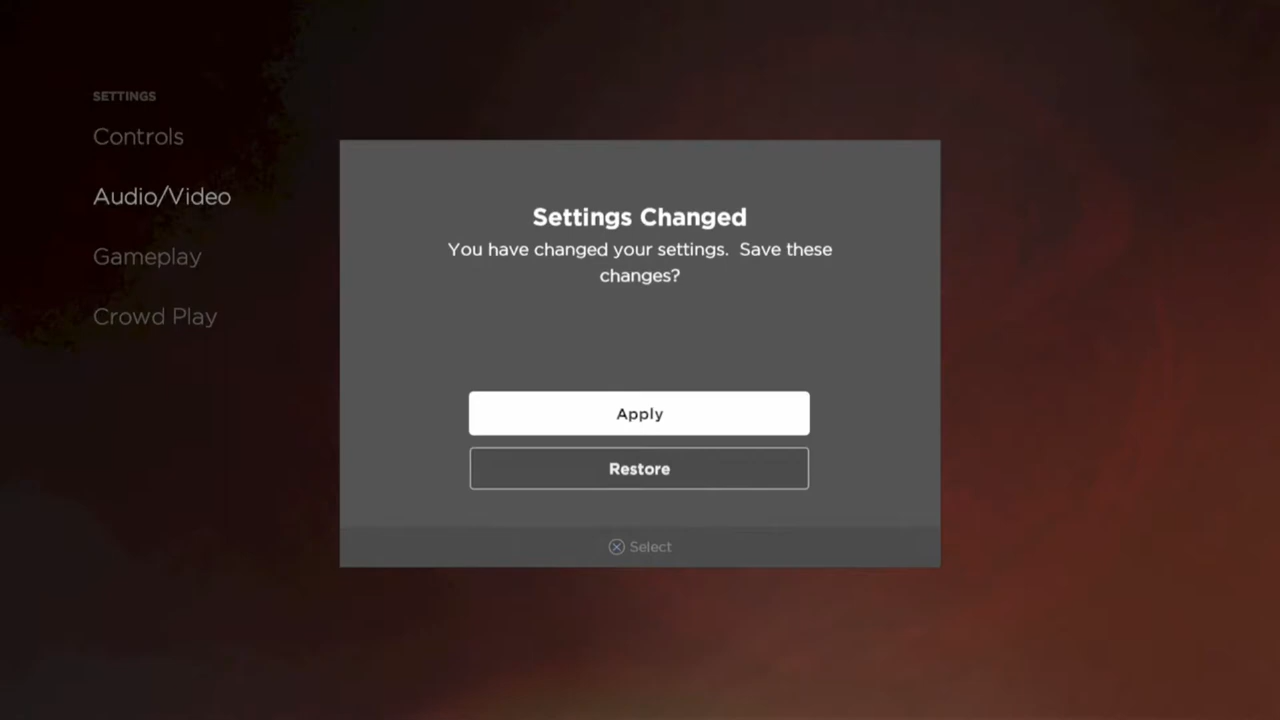 SETTINGS
Controls
Audio/Video
Gameplay
Crowd Play
Settings Changed
You have changed your settings.  Save these
changes?
Apply
Restore
Select